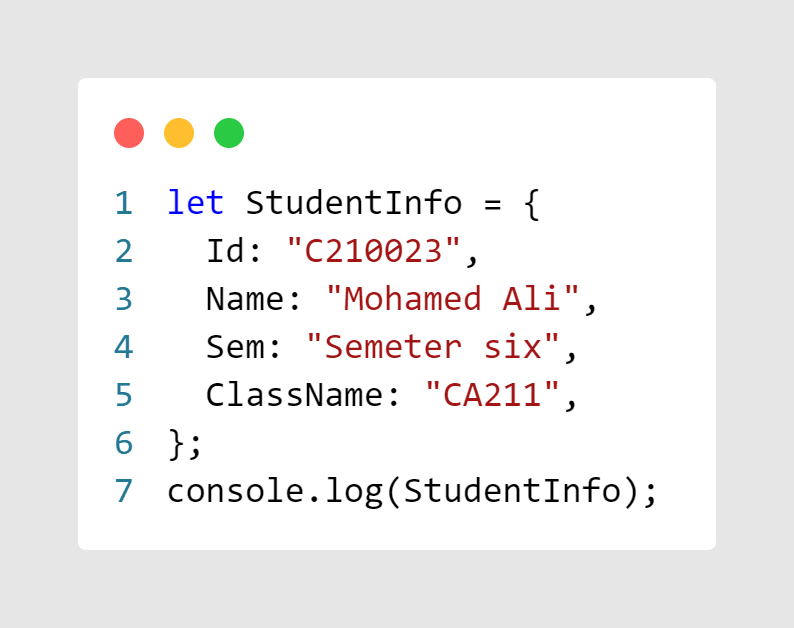 1 let StudentInfo = {
2   Id: "C210023",
3   Name: "Mohamed Ali",
4   Sem: "Semeter six",
5   ClassName: "CA211",
6 };
7 console.log(StudentInfo);